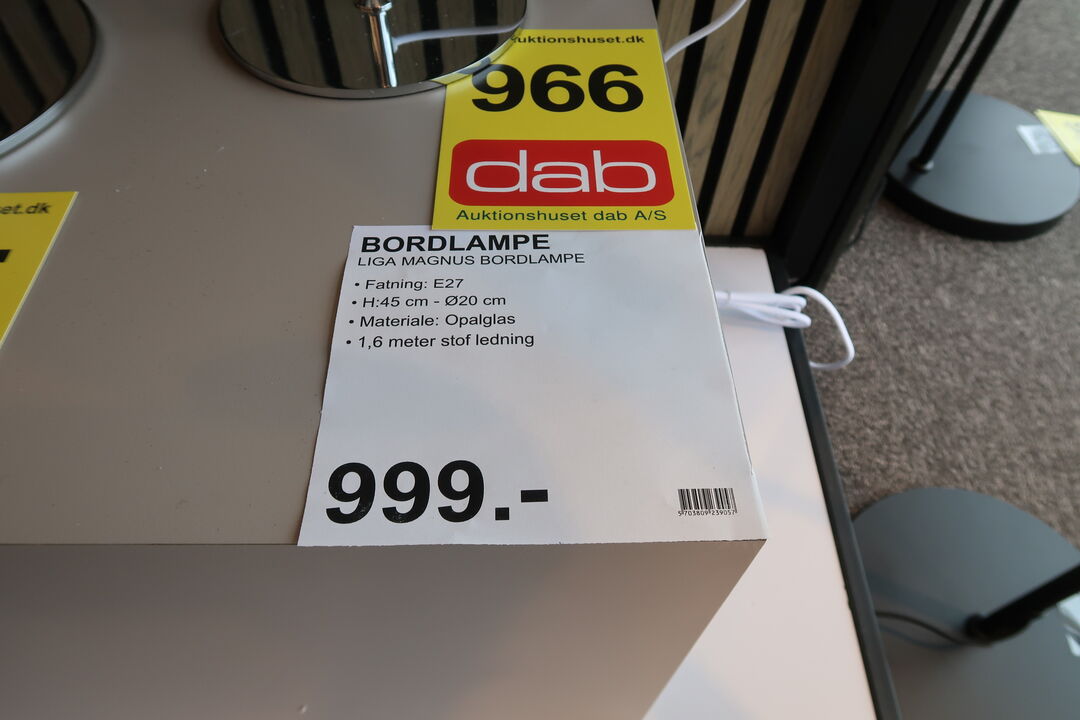 uktionshuset.dk
966
dab
Auktionshuset dab A/S
et.dk
BORDLAMPE
LIGA MAGNUS BORDLAMPE
• Fatning: E27
• H:45 cm - Ø20 cm
• Materiale: Opalglas
• 1,6 meter stof ledning
999.-
5703809239057